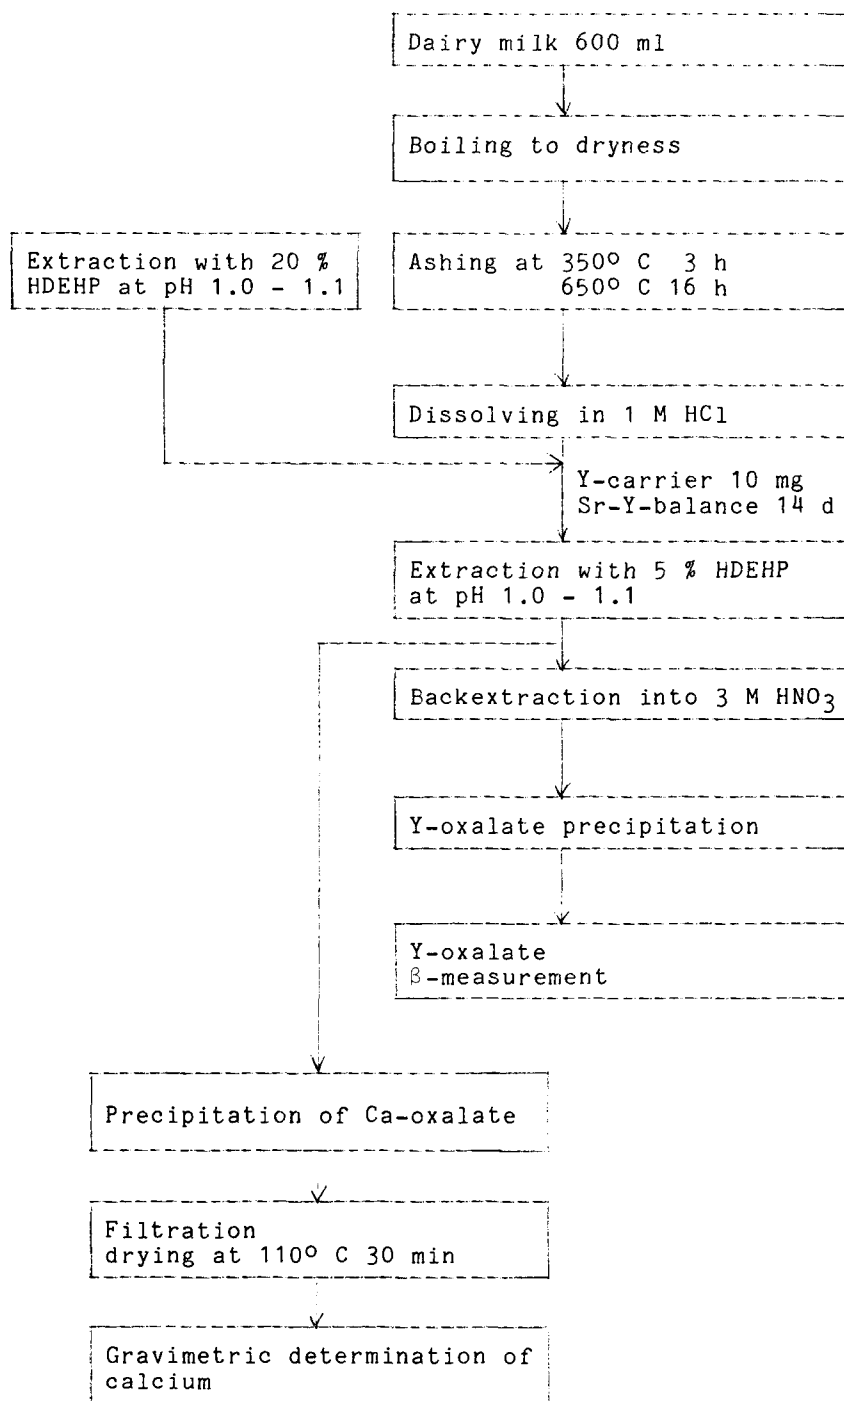 Dairy milk 600 ml
Boiling to dryness
Extraction with 20 %
HDEHP at pH 1.0 - 1.1
Ashing at 350º C 3 h
650º C 16 h
Dissolving in 1 M HCl
Y-carrier 10 mg
Sr-Y-balance 14 d
Extraction with 5 % HDEHP
at pH 1.0 - 1.1
Backextraction into 3 M HNO₃
Y-oxalate precipitation
Y-oxalate
β-measurement
Precipitation of Ca-oxalate
Filtration
drying at 110º C 30 min
Gravimetric determination of
calcium